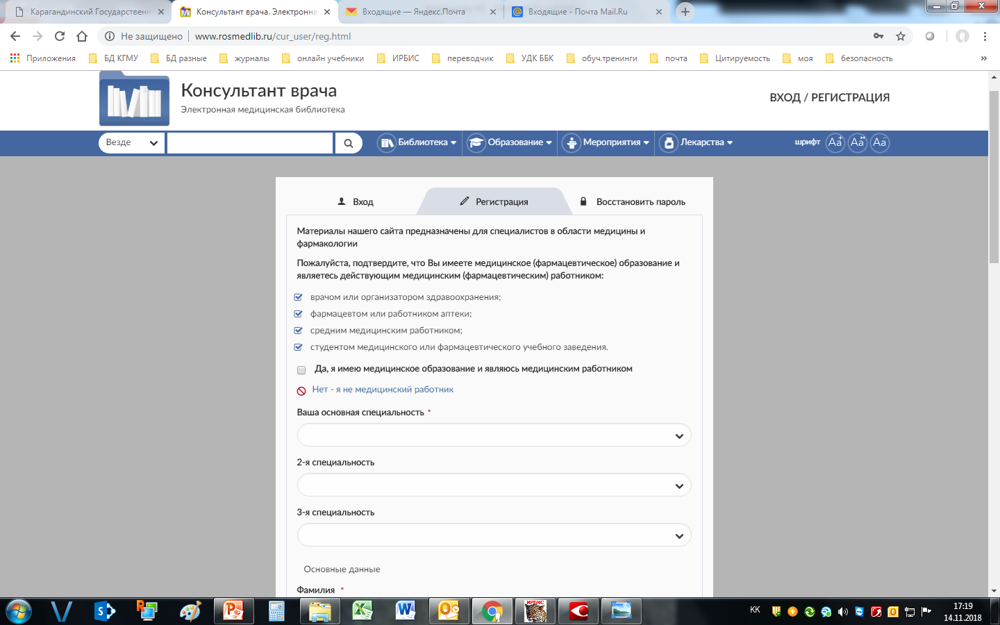 Карагандинский Государственн
Консультант врача. Электронна
Входящие — Яндекс.Почта
Входящие - Почта Mail.Ru
Не защищено
www.rosmedlib.ru/cur_user/reg.html
Приложения
БД КГМУ
БД разные
журналы
онлайн учебники
ИРБИС
переводчик
УДК ББК
обуч.тренинги
почта
Цитируемость
моя
безопасность
»
Консультант врача
Электронная медицинская библиотека
ВХОД / РЕГИСТРАЦИЯ
Везде
Библиотека
Образование
Мероприятия
Лекарства
шрифт
Aa+
Aa
Aa-
Вход
Регистрация
Восстановить пароль
Материалы нашего сайта предназначены для специалистов в области медицины и
фармакологии
Пожалуйста, подтвердите, что Вы имеете медицинское (фармацевтическое) образование и
являетесь действующим медицинским (фармацевтическим) работником:
врачом или организатором здравоохранения;
фармацевтом или работником аптеки;
средним медицинским работником;
студентом медицинского или фармацевтического учебного заведения.
Да, я имею медицинское образование и являюсь медицинским работником
Нет - я не медицинский работник
Ваша основная специальность *
2-я специальность
3-я специальность
Основные данные
Фамилия *
KK
17:19
14.11.2018